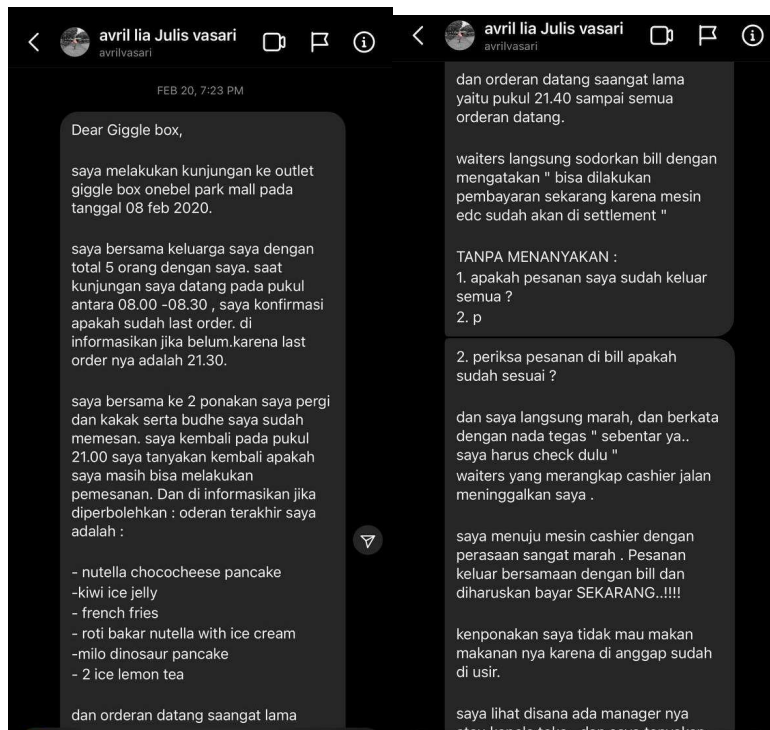 avril lia Julis vasari
avrilvasari
FEB 20, 7:23 PM
Dear Giggle box,
saya melakukan kunjungan ke outlet
giggle box onebel park mall pada
tanggal 08 feb 2020.
saya bersama keluarga saya dengan
total 5 orang dengan saya. saat
kunjungan saya datang pada pukul
antara 08.00 -08.30 , saya konfirmasi
apakah sudah last order. di
informasikan jika belum.karena last
order nya adalah 21.30.
saya bersama ke 2 ponakan saya pergi
dan kakak serta budhe saya sudah
memesan. saya kembali pada pukul
21.00 saya tanyakan kembali apakah
saya masih bisa melakukan
pemesanan. Dan di informasikan jika
diperbolehkan : oderan terakhir saya
adalah :
- nutella chococheese pancake
-kiwi ice jelly
- french fries
- roti bakar nutella with ice cream
-milo dinosaur pancake
- 2 ice lemon tea
dan orderan datang saangat lama
avril lia Julis vasari
avrilvasari
dan orderan datang saangat lama
yaitu pukul 21.40 sampai semua
orderan datang.
waiters langsung sodorkan bill dengan
mengatakan " bisa dilakukan
pembayaran sekarang karena mesin
edc sudah akan di settlement "
TANPA MENANYAKAN :
1. apakah pesanan saya sudah keluar
semua ?
2. p
2. periksa pesanan di bill apakah
sudah sesuai ?
dan saya langsung marah, dan berkata
dengan nada tegas " sebentar ya..
saya harus check dulu "
waiters yang merangkap cashier jalan
meninggalkan saya .
saya menuju mesin cashier dengan
perasaan sangat marah . Pesanan
keluar bersamaan dengan bill dan
diharuskan bayar SEKARANG..!!!!
kenponakan saya tidak mau makan
makanan nya karena di anggap sudah
di usir.
saya lihat disana ada manager nya